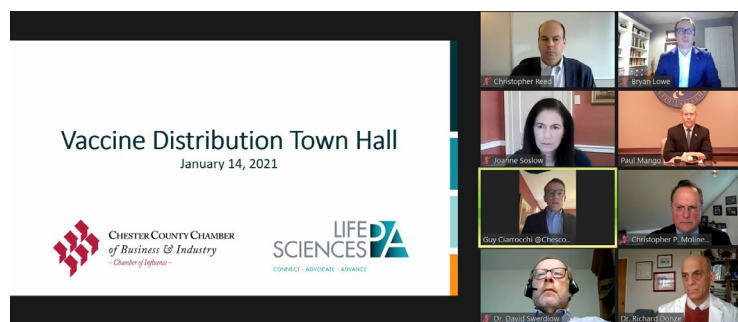 Vaccine Distribution Town Hall
January 14, 2021
CHESTER COUNTY CHAMBER
of Business & Industry
– Chamber of Influence –
LIFE
SCIENCES PA
CONNECT • ADVOCATE • ADVANCE
Christopher Reed
Bryan Lowe
Joanne Soslow
Paul Mango
Guy Ciarrocchi @Chesco...
Christopher P. Moline...
Dr. David Swerdlow
Dr. Richard Donze